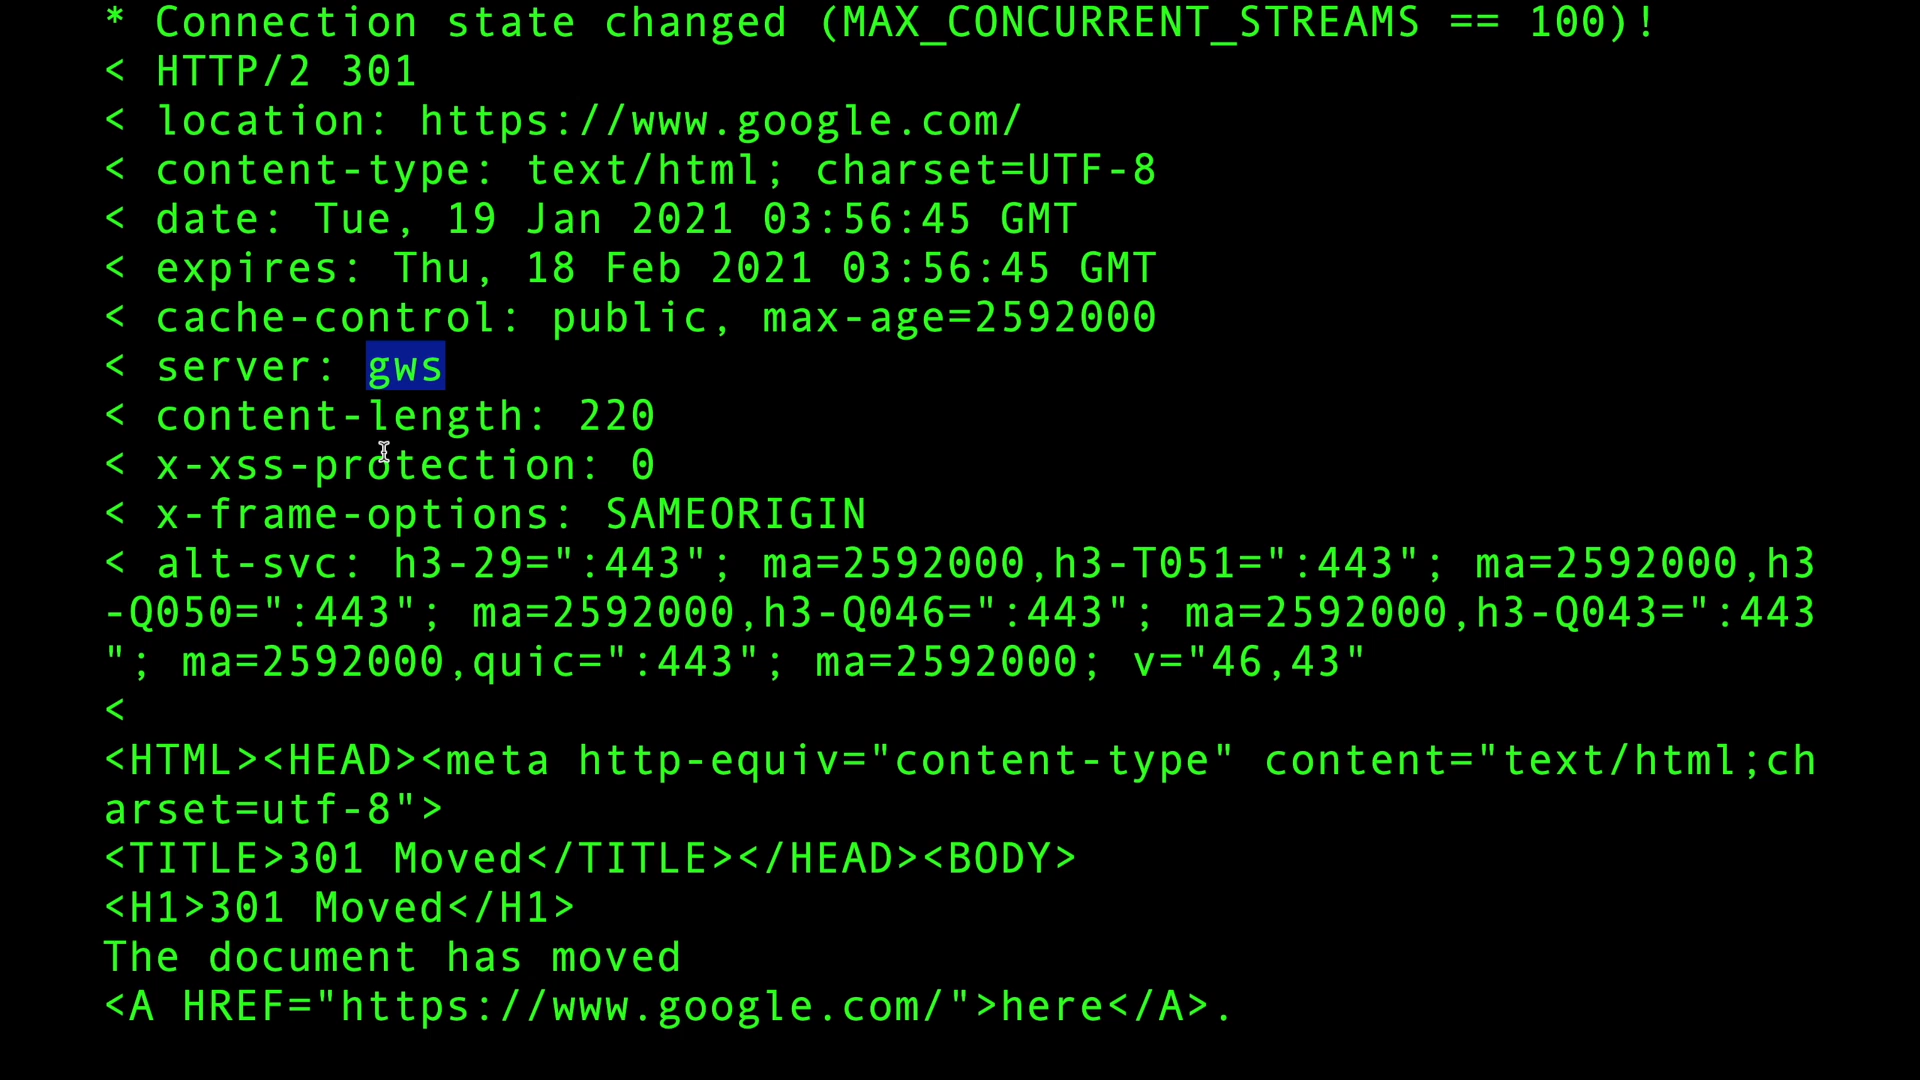 * Connection state changed (MAX_CONCURRENT_STREAMS == 100)!
< HTTP/2 301
< location: https://www.google.com/
< content-type: text/html; charset=UTF-8
< date: Tue, 19 Jan 2021 03:56:45 GMT
< expires: Thu, 18 Feb 2021 03:56:45 GMT
< cache-control: public, max-age=2592000
< server: gws
< content-length: 220
< x-xss-protection: 0
< x-frame-options: SAMEORIGIN
< alt-svc: h3-29=":443"; ma=2592000,h3-T051=":443"; ma=2592000,h3
-Q050=":443"; ma=2592000,h3-Q046=":443"; ma=2592000,h3-Q043=":443
"; ma=2592000,quic=":443"; ma=2592000; v="46,43"
<
<HTML><HEAD><meta http-equiv="content-type" content="text/html;ch
arset=utf-8">
<TITLE>301 Moved</TITLE></HEAD><BODY>
<H1>301 Moved</H1>
The document has moved
<A HREF="https://www.google.com/">here</A>.